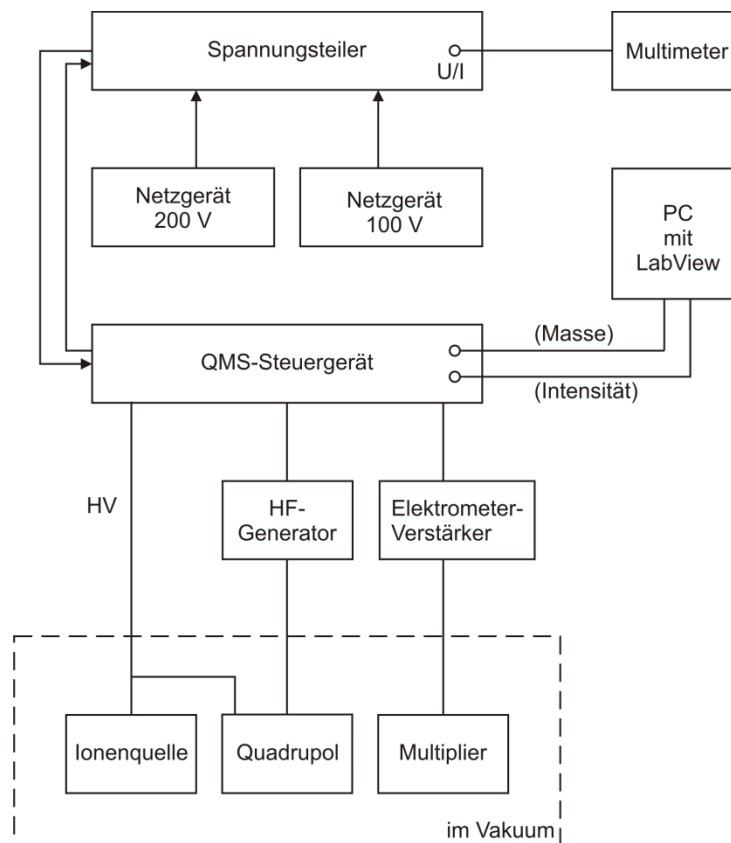 Spannungsteiler
U/I
Multimeter
Netzgerät
200 V
Netzgerät
100 V
PC
mit
LabView
QMS-Steuergerät
(Masse)
(Intensität)
HV
HF-
Generator
Elektrometer-
Verstärker
Ionenquelle
Quadrupol
Multiplier
im Vakuum